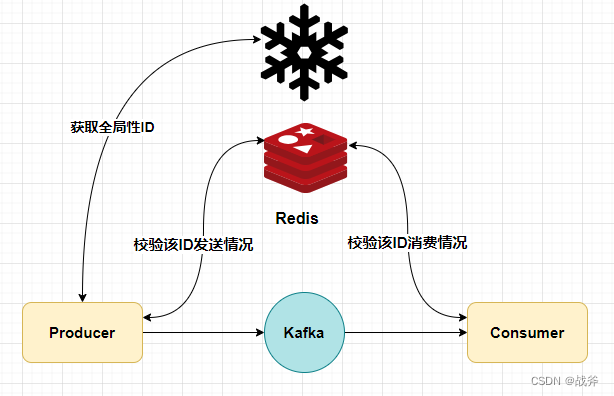 获取全局性ID
Redis
校验该ID发送情况
校验该ID消费情况
Producer
Kafka
Consumer
CSDN @战斧